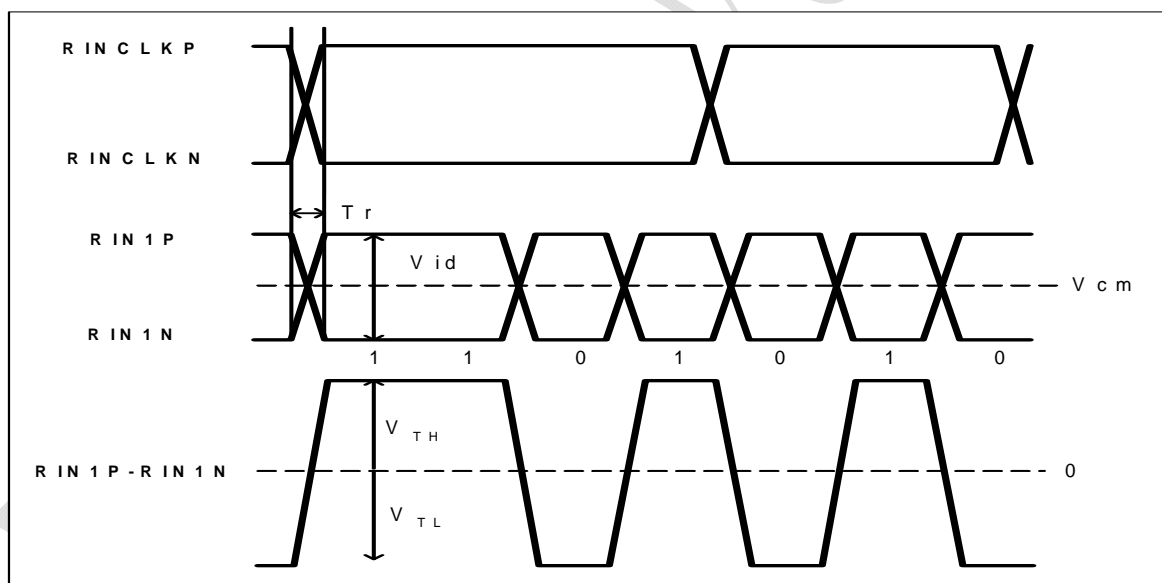 RINCLKP
RINCLKN
Tr
RIN1P
Vid
Vcm
RIN1N
1 1 0 1 0 1 0
VTH
RIN1P-RIN1N
0
VTL